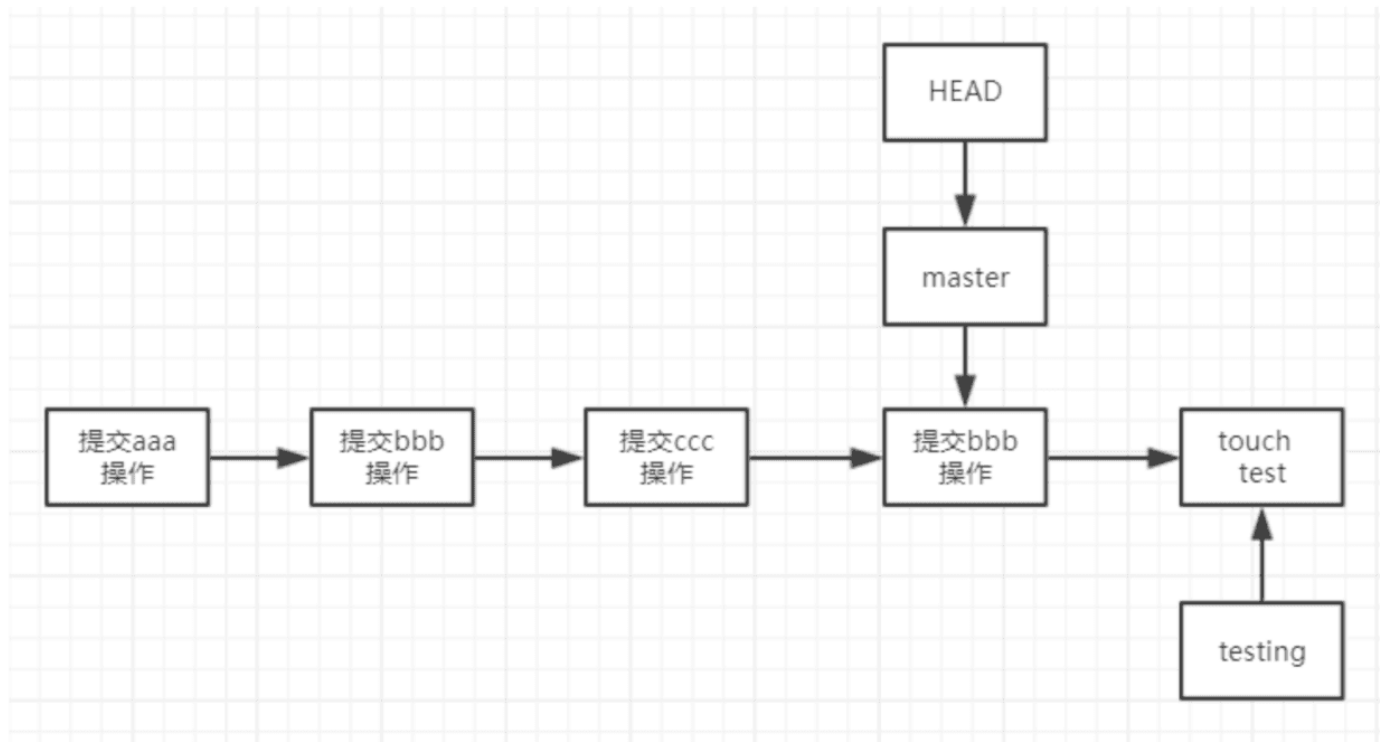 HEAD
master
提交aaa
操作
提交bbb
操作
提交ccc
操作
提交bbb
操作
touch
test
testing